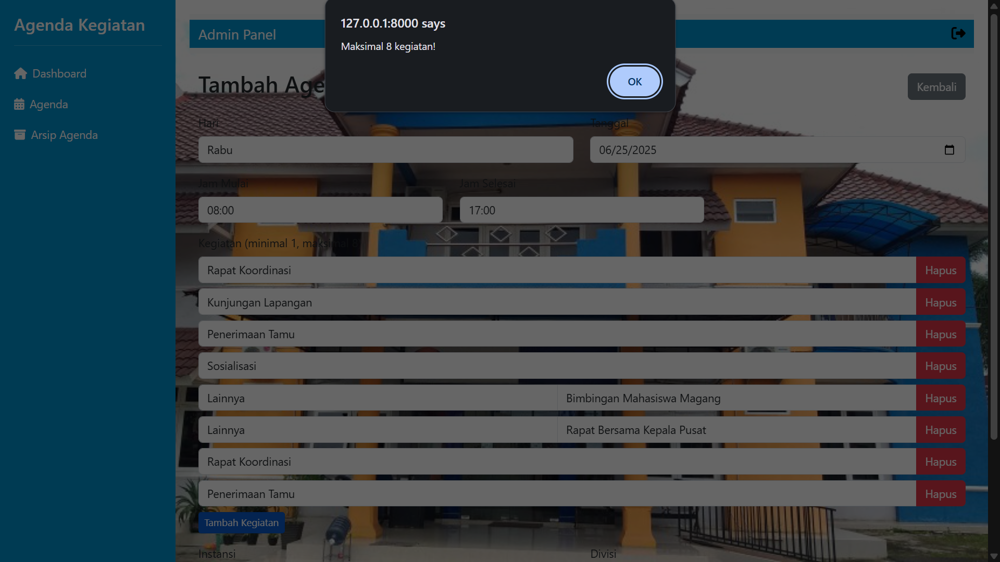 Agenda Kegiatan
Dashboard
Agenda
Arsip Agenda
127.0.0.1:8000 says
Maksimal 8 kegiatan!
OK
Admin Panel
Tambah Age
Kembali
Hari
Tanggal
Rabu
06/25/2025
Jam Mulai
Jam Selesai
08:00
17:00
Kegiatan (minimal 1, maksimal 8)
Rapat Koordinasi
Hapus
Kunjungan Lapangan
Hapus
Penerimaan Tamu
Hapus
Sosialisasi
Hapus
Lainnya
Bimbingan Mahasiswa Magang
Hapus
Lainnya
Rapat Bersama Kepala Pusat
Hapus
Rapat Koordinasi
Hapus
Penerimaan Tamu
Hapus
Tambah Kegiatan
Instansi
Divisi